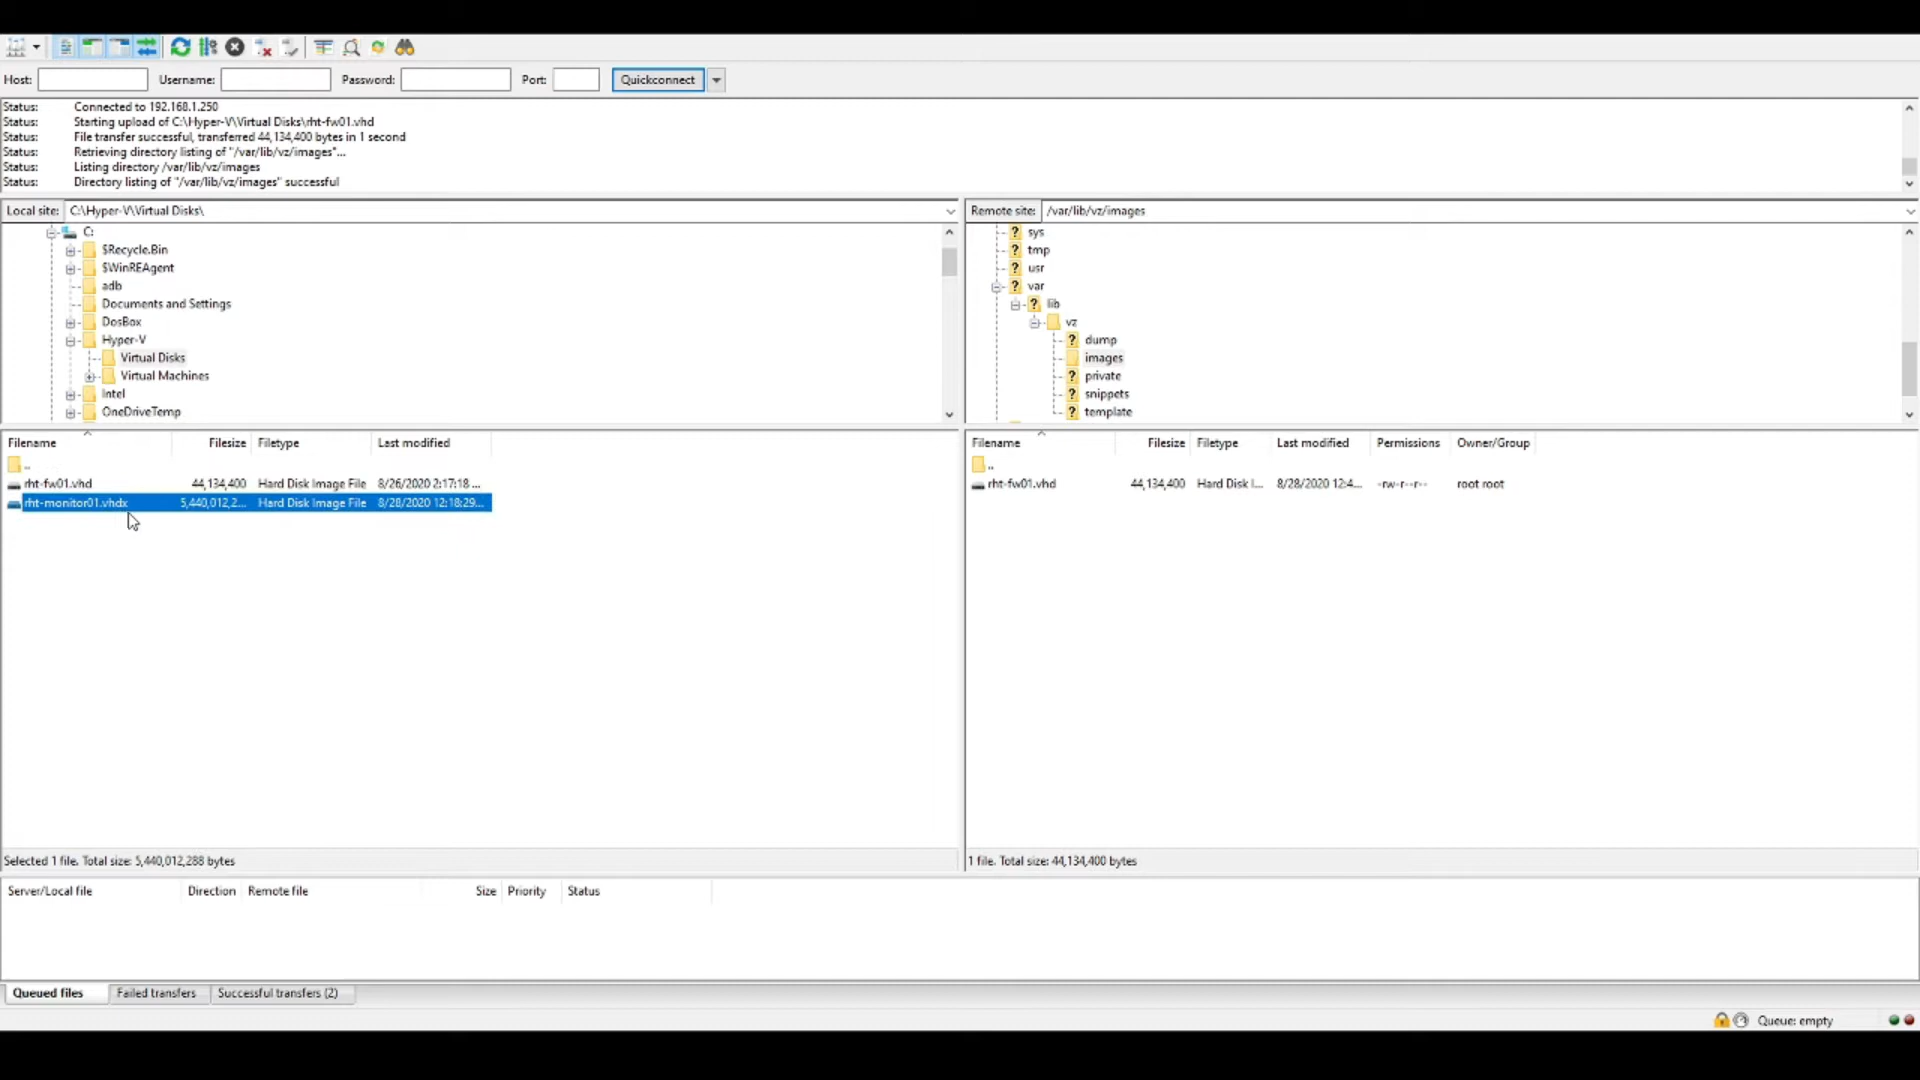 Host: Username: Password: Port: Quickconnect
Status: Connected to 192.168.1.250
Status: Starting upload of C:\Hyper-V\Virtual Disks\rht-fw01.vhd
Status: File transfer successful, transferred 44,134,400 bytes in 1 second
Status: Retrieving directory listing of "/var/lib/vz/images"...
Status: Listing directory /var/lib/vz/images
Status: Directory listing of "/var/lib/vz/images" successful
Local site: C:\Hyper-V\Virtual Disks\
C:
$Recycle.Bin
$WinREAgent
adb
Documents and Settings
DosBox
Hyper-V
Virtual Disks
Virtual Machines
Intel
OneDriveTemp
Remote site: /var/lib/vz/images
? sys
? tmp
? usr
? var
? lib
vz
? dump
images
? private
? snippets
? template
Filename Filesize Filetype Last modified
..
rht-fw01.vhd 44,134,400 Hard Disk Image File 8/26/2020 2:17:18 ...
rht-monitor01.vhdx 5,440,012,2... Hard Disk Image File 8/28/2020 12:18:29...
Selected 1 file. Total size: 5,440,012,288 bytes
Filename Filesize Filetype Last modified Permissions Owner/Group
..
rht-fw01.vhd 44,134,400 Hard Disk I... 8/28/2020 12:4... -rw-r--r-- root root
1 file. Total size: 44,134,400 bytes
Server/Local file Direction Remote file Size Priority Status
Queued files Failed transfers Successful transfers (2)
Queue: empty